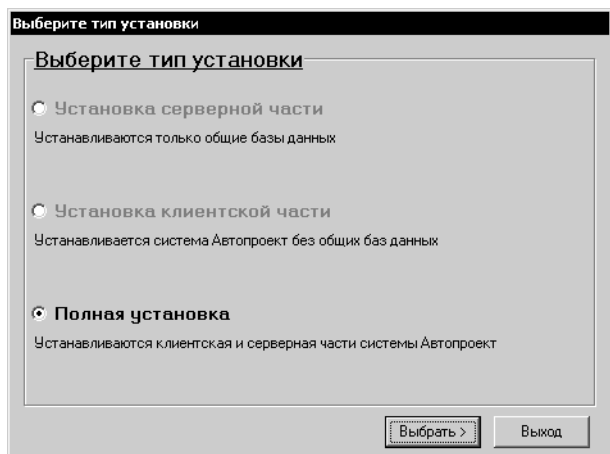 Выберите тип установки
Выберите тип установки
Установка серверной части
Устанавливаются только общие базы данных
Установка клиентской части
Устанавливается система Автопроект без общих баз данных
Полная установка
Устанавливаются клиентская и серверная части системы Автопроект
Выбрать >
Выход